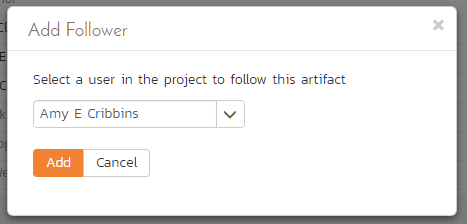 Add Follower
×
Select a user in the project to follow this artifact
Amy E Cribbins
Add Cancel